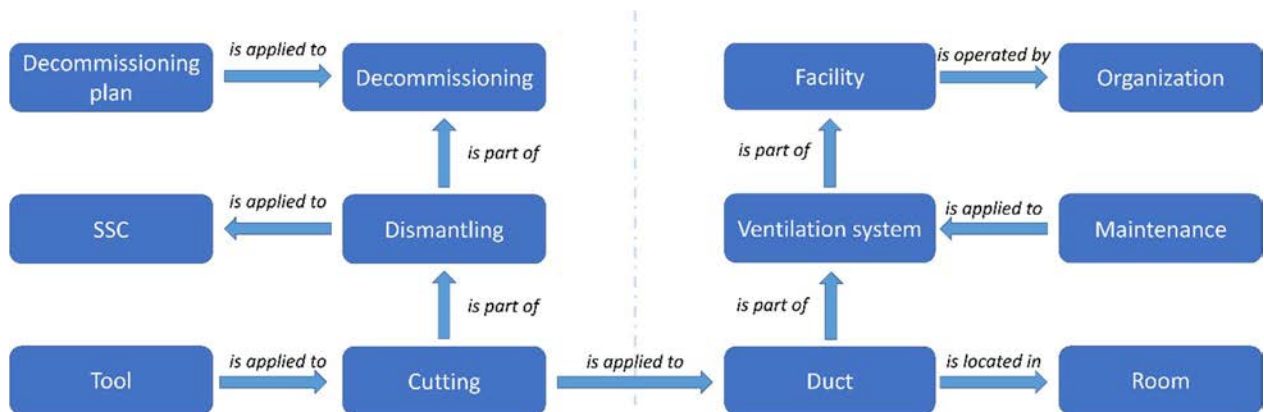 is applied to
is operated by
Decommissioning
plan
Decommissioning
Facility
Organization
is part of
is part of
is applied to
is applied to
SSC
Dismantling
Ventilation system
Maintenance
is part of
is part of
is applied to
is applied to
is located in
Tool
Cutting
Duct
Room